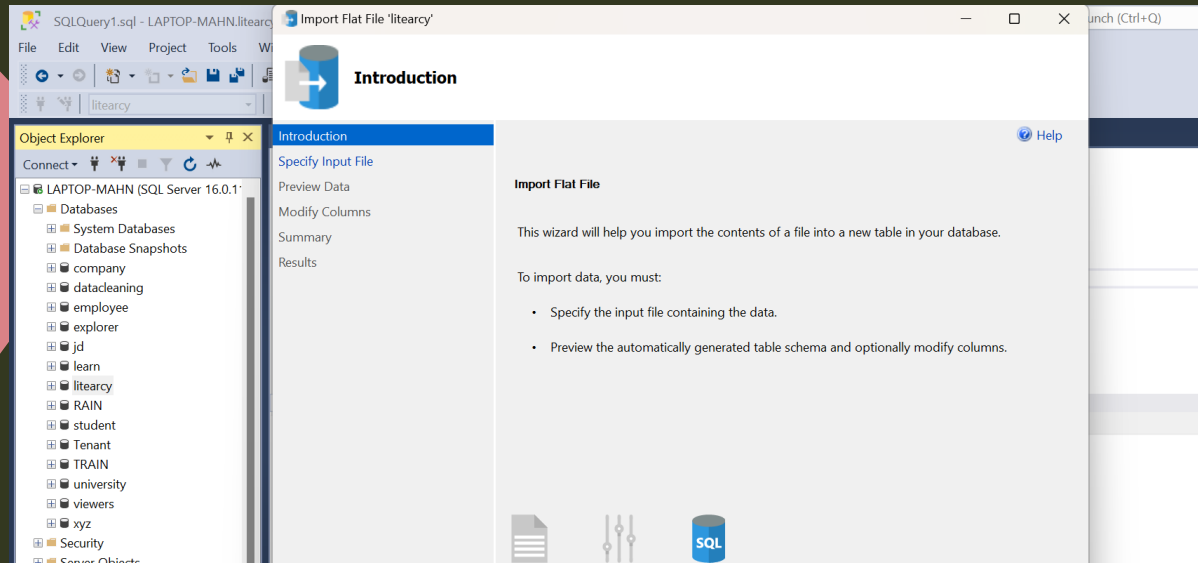 SQLQuery1.sql - LAPTOP-MAHN.litearcy
Import Flat File 'litearcy'
unch (Ctrl+Q)
File Edit View Project Tools Wi
litearcy
Introduction
Object Explorer
Connect
LAPTOP-MAHN (SQL Server 16.0.1
Databases
System Databases
Database Snapshots
company
datacleaning
employee
explorer
jd
learn
litearcy
RAIN
student
Tenant
TRAIN
university
viewers
xyz
Security
Server Objects
Introduction
Specify Input File
Preview Data
Modify Columns
Summary
Results
Help
Import Flat File
This wizard will help you import the contents of a file into a new table in your database.
To import data, you must:
• Specify the input file containing the data.
• Preview the automatically generated table schema and optionally modify columns.
SQL